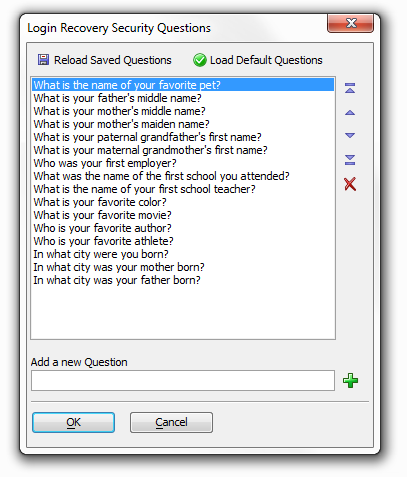 Login Recovery Security Questions
Reload Saved Questions
Load Default Questions
What is the name of your favorite pet?
What is your father's middle name?
What is your mother's middle name?
What is your mother's maiden name?
What is your paternal grandfather's first name?
What is your maternal grandmother's first name?
Who was your first employer?
What was the name of the first school you attended?
What is the name of your first school teacher?
What is your favorite color?
What is your favorite movie?
Who is your favorite author?
Who is your favorite athlete?
In what city were you born?
In what city was your mother born?
In what city was your father born?
Add a new Question
OK
Cancel